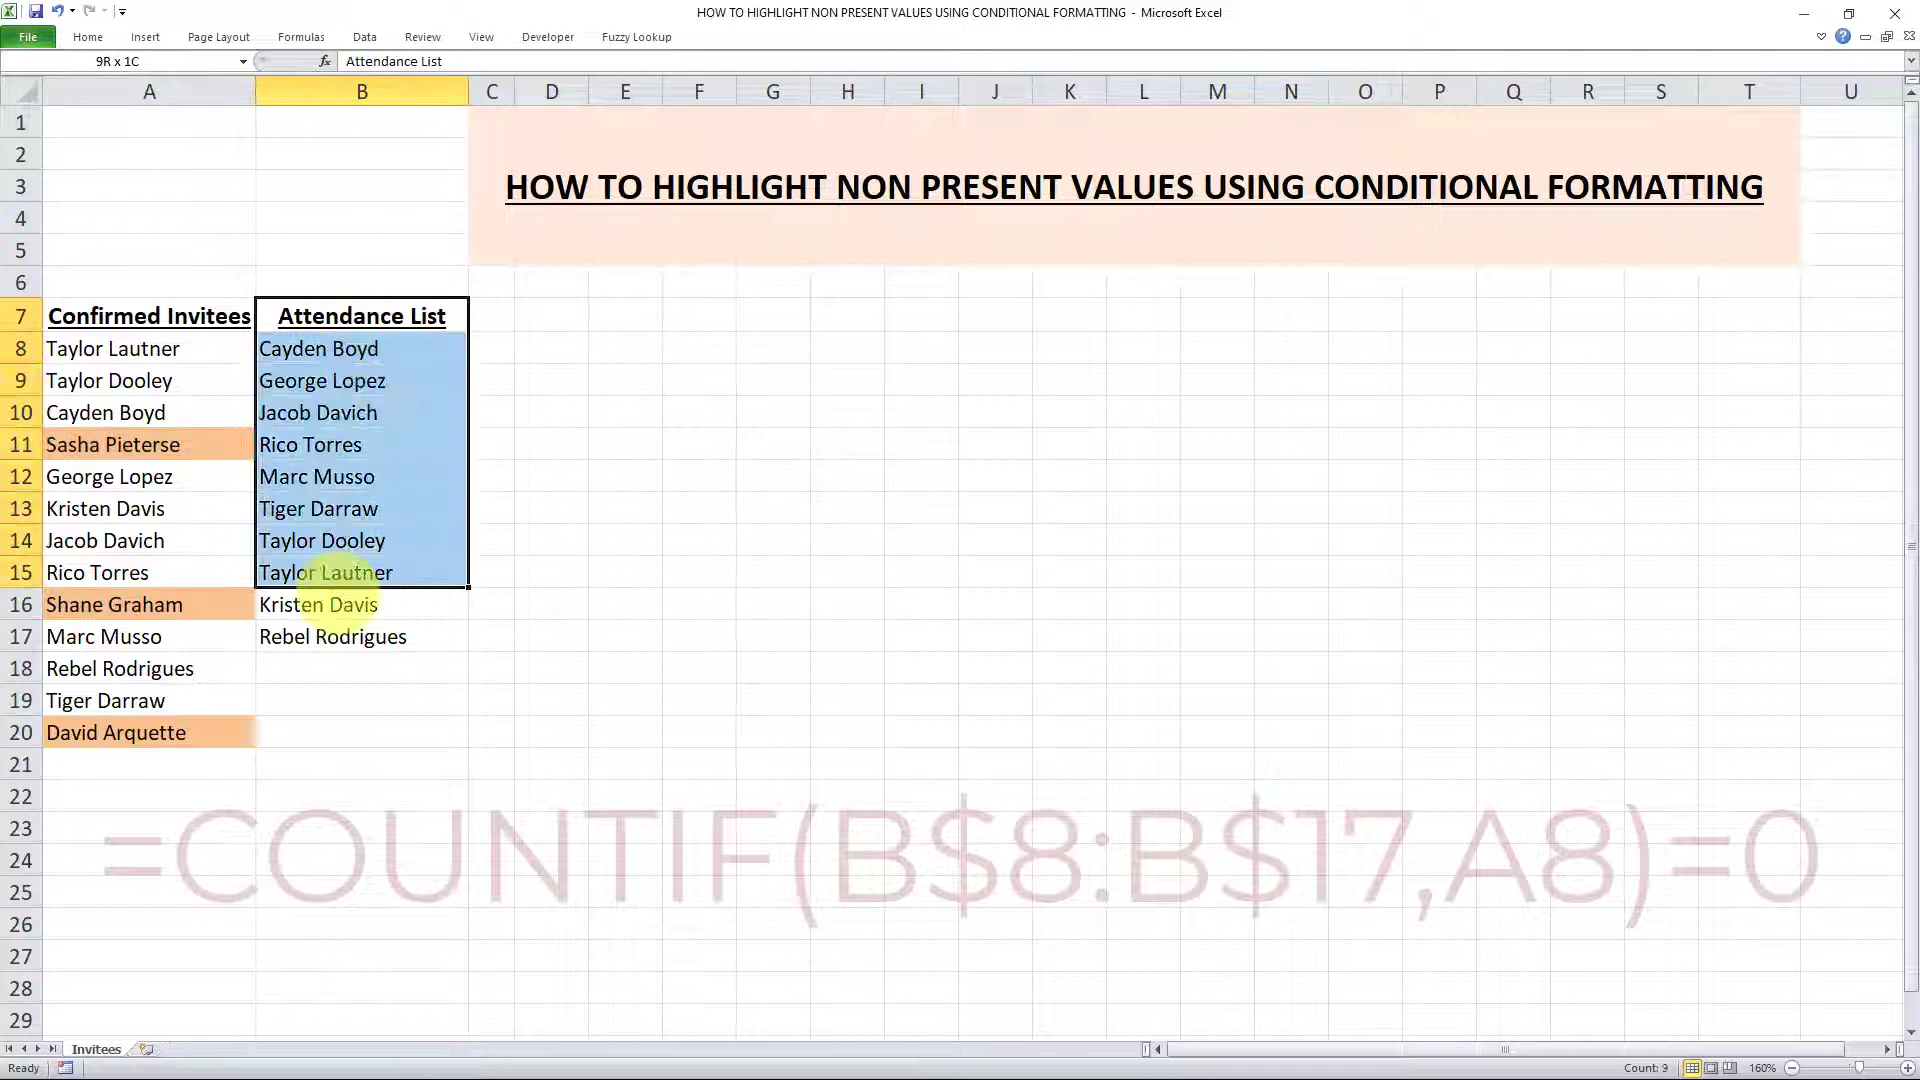 HOW TO HIGHLIGHT NON PRESENT VALUES USING CONDITIONAL FORMATTING - Microsoft Excel
File Home Insert Page Layout Formulas Data Review View Developer Fuzzy Lookup
9R x 1C fx Attendance List
A B C D E F G H I J K L M N O P Q R S T U
1
2
3 HOW TO HIGHLIGHT NON PRESENT VALUES USING CONDITIONAL FORMATTING
4
5
6
7 Confirmed Invitees Attendance List
8 Taylor Lautner Cayden Boyd
9 Taylor Dooley George Lopez
10 Cayden Boyd Jacob Davich
11 Sasha Pieterse Rico Torres
12 George Lopez Marc Musso
13 Kristen Davis Tiger Darraw
14 Jacob Davich Taylor Dooley
15 Rico Torres Taylor Lautner
16 Shane Graham Kristen Davis
17 Marc Musso Rebel Rodrigues
18 Rebel Rodrigues
19 Tiger Darraw
20 David Arquette
21
22
23
24 =COUNTIF(B$8:B$17,A8)=0
25
26
27
28
29
Invitees
Ready Count: 9 160%